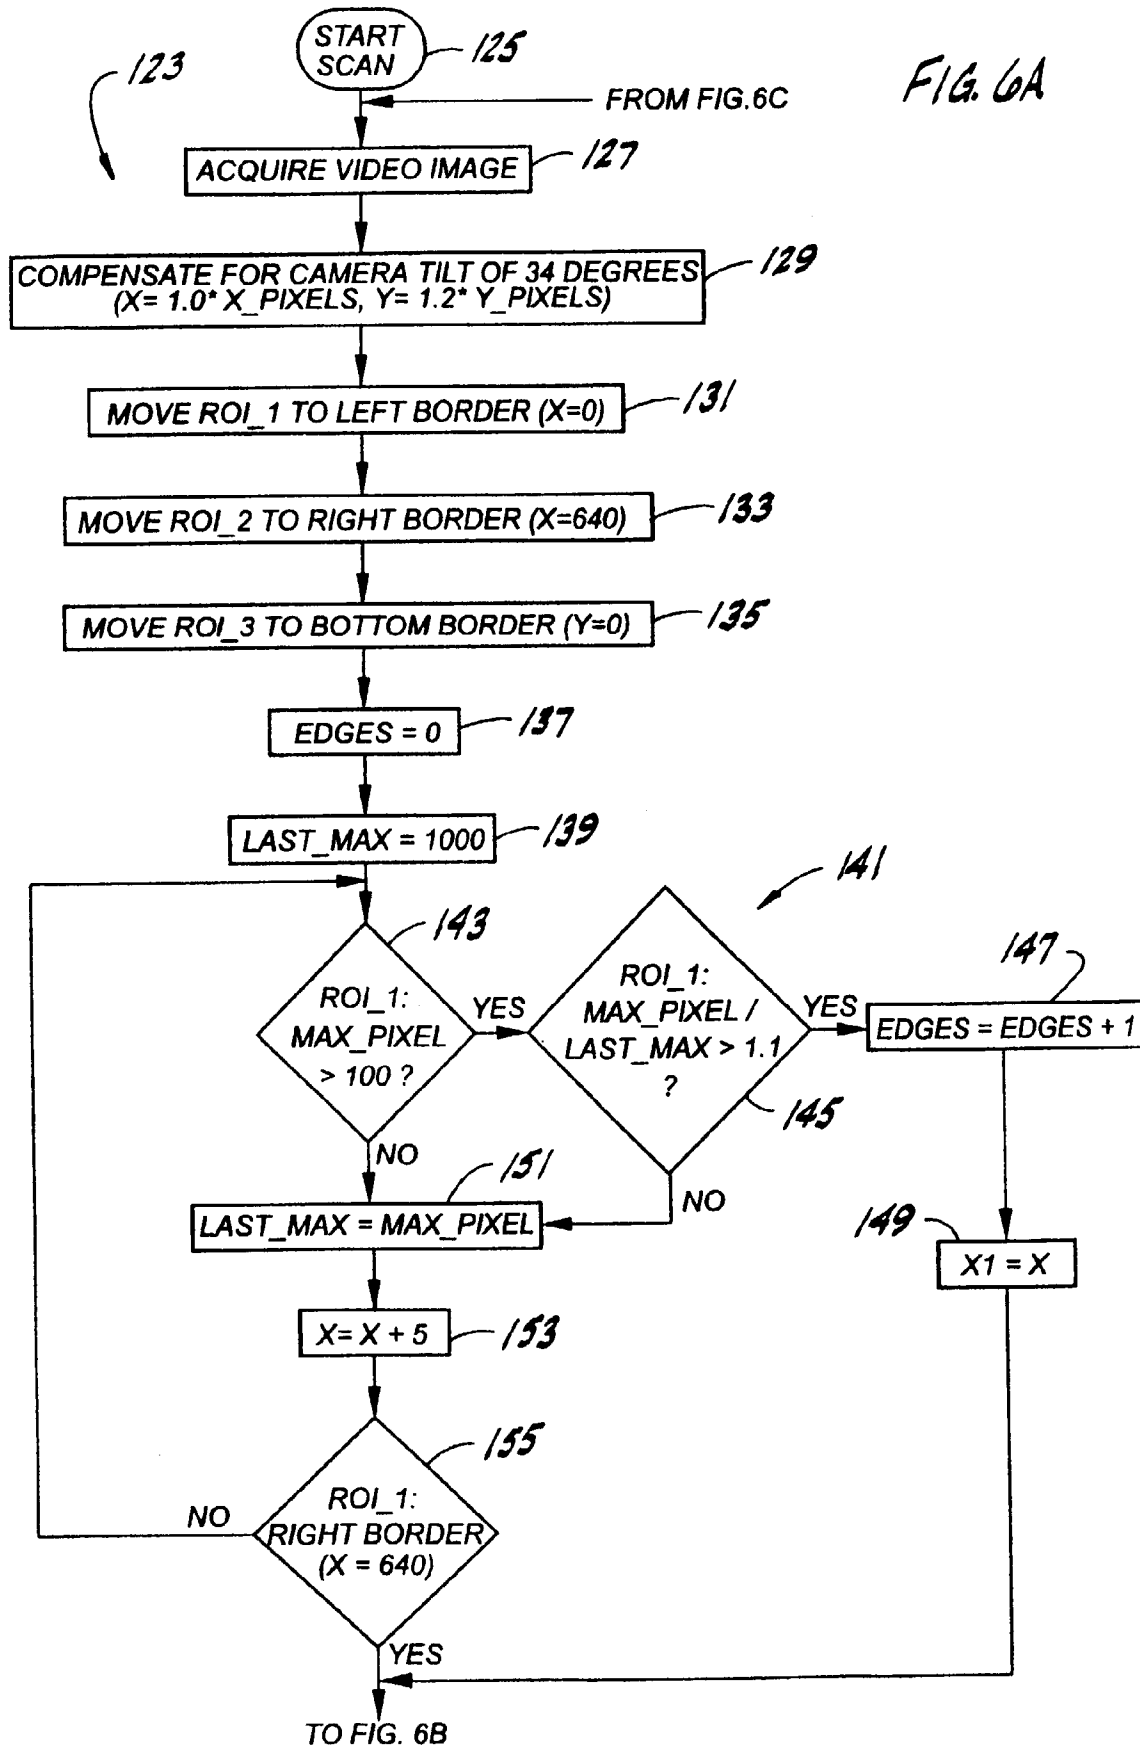 START
SCAN
125
123
FIG. 6A
FROM FIG.6C
ACQUIRE VIDEO IMAGE
127
COMPENSATE FOR CAMERA TILT OF 34 DEGREES
(X= 1.0* X_PIXELS, Y= 1.2* Y_PIXELS)
129
MOVE ROI_1 TO LEFT BORDER (X=0)
131
MOVE ROI_2 TO RIGHT BORDER (X=640)
133
MOVE ROI_3 TO BOTTOM BORDER (Y=0)
135
EDGES = 0
137
LAST_MAX = 1000
139
141
143
ROI_1:
MAX_PIXEL
> 100 ?
YES
ROI_1:
MAX_PIXEL /
LAST_MAX > 1.1
?
145
YES
147
EDGES = EDGES + 1
NO
151
NO
LAST_MAX = MAX_PIXEL
149
X1 = X
X= X + 5
153
155
ROI_1:
RIGHT BORDER
(X = 640)
NO
YES
TO FIG. 6B